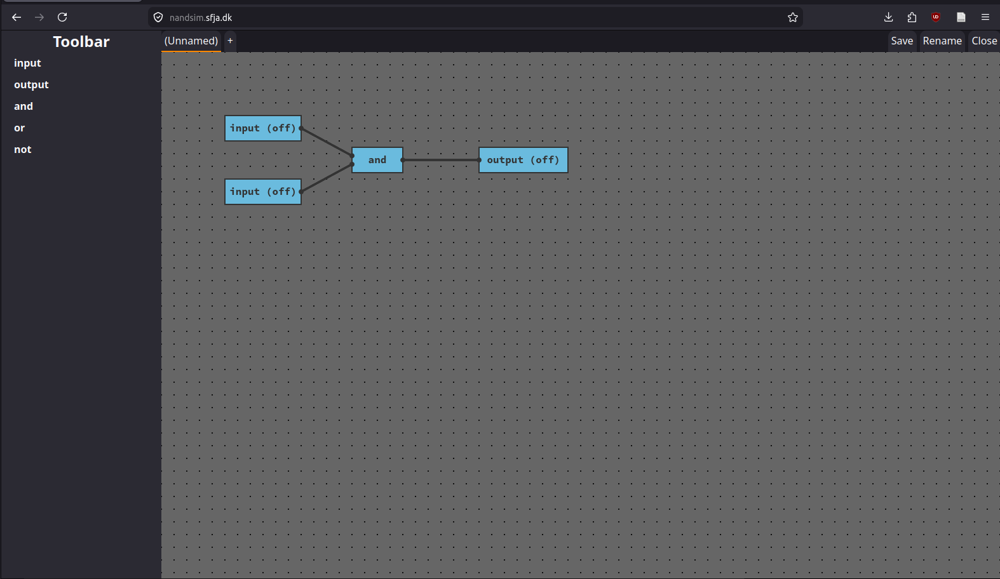 nandsim.sfja.dk
Toolbar
(Unnamed) +
Save Rename Close
input
output
and
or
not
input (off)
and
output (off)
input (off)